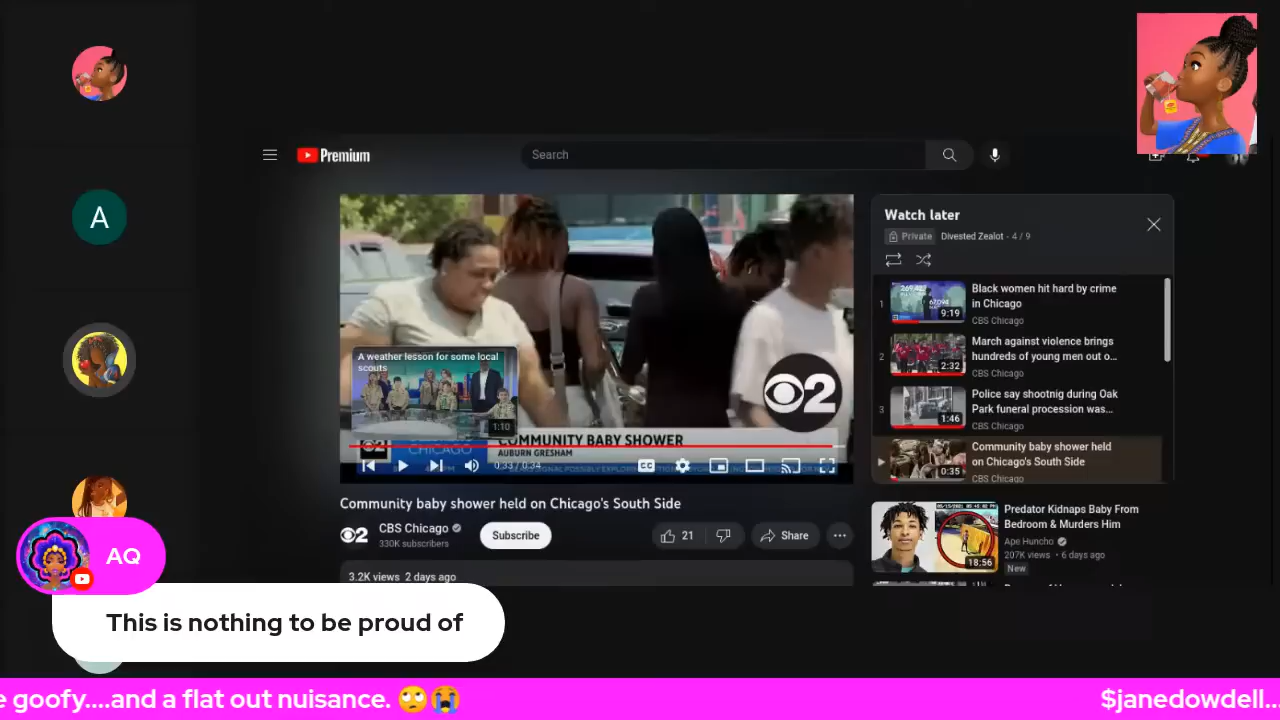 Premium
Search
A weather lesson for some local
scouts
1:10
COMMUNITY BABY SHOWER
AUBURN GRESHAM
CHICAGO
2
0:33 / 0:34
Community baby shower held on Chicago's South Side
CBS Chicago
330K subscribers
Subscribe
21
Share
3.2K views 2 days ago
Watch later
Private
Divested Zealot - 4 / 9
1
Black women hit hard by crime
in Chicago
CBS Chicago
9:19
2
March against violence brings
hundreds of young men out o...
CBS Chicago
2:32
3
Police say shootnig during Oak
Park funeral procession was...
CBS Chicago
1:46
Community baby shower held
on Chicago's South Side
CBS Chicago
0:35
Predator Kidnaps Baby From
Bedroom & Murders Him
Ape Huncho
207K views • 6 days ago
New
18:56
A
AQ
This is nothing to be proud of
e goofy....and a flat out nuisance. 🙄😭
$janedowdell...